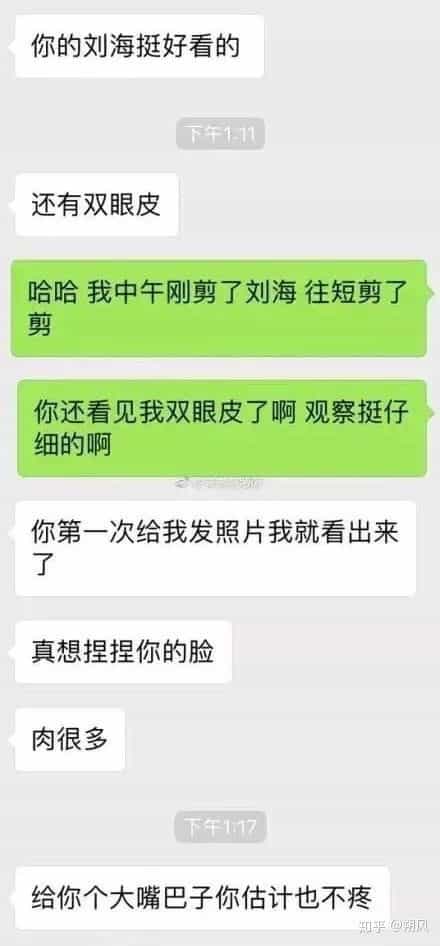 你的刘海挺好看的
下午1:11
还有双眼皮
哈哈 我中午刚剪了刘海 往短剪了
剪
你还看见我双眼皮了啊 观察挺仔
细的啊
你第一次给我发照片我就看出来
了
真想捏捏你的脸
肉很多
下午1:17
给你个大嘴巴子你估计也不疼
知乎 @朔风